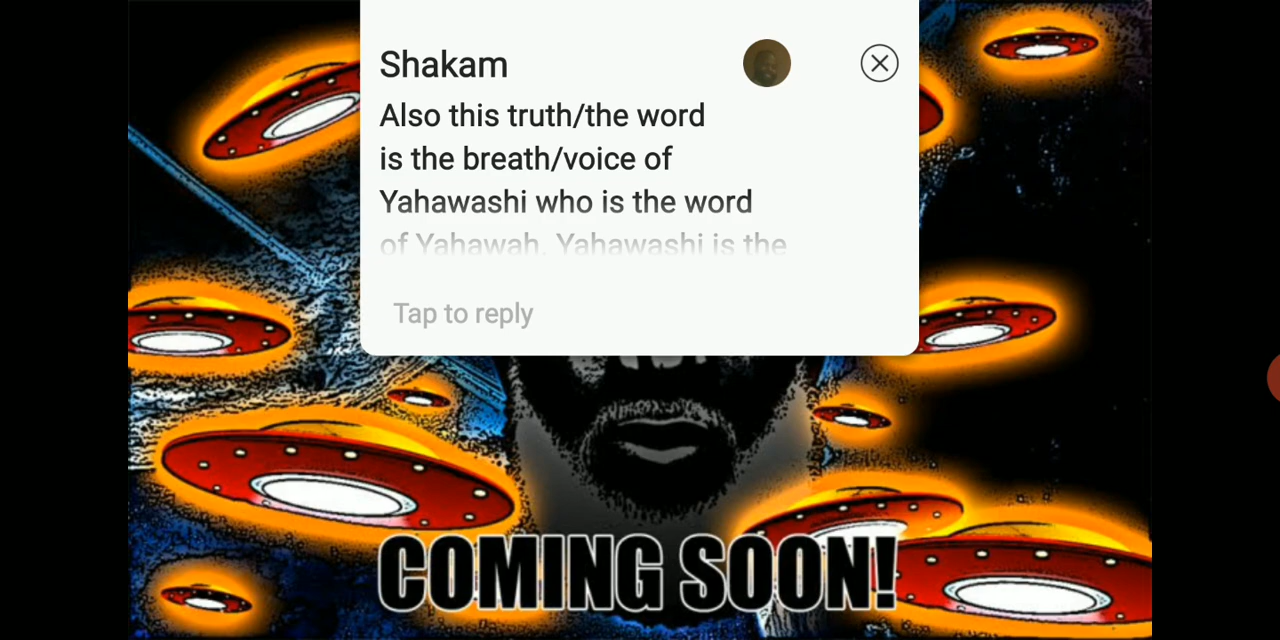 Shakam
Also this truth/the word
is the breath/voice of
Yahawashi who is the word
of Yahawah. Yahawashi is the
Tap to reply
COMING SOON!